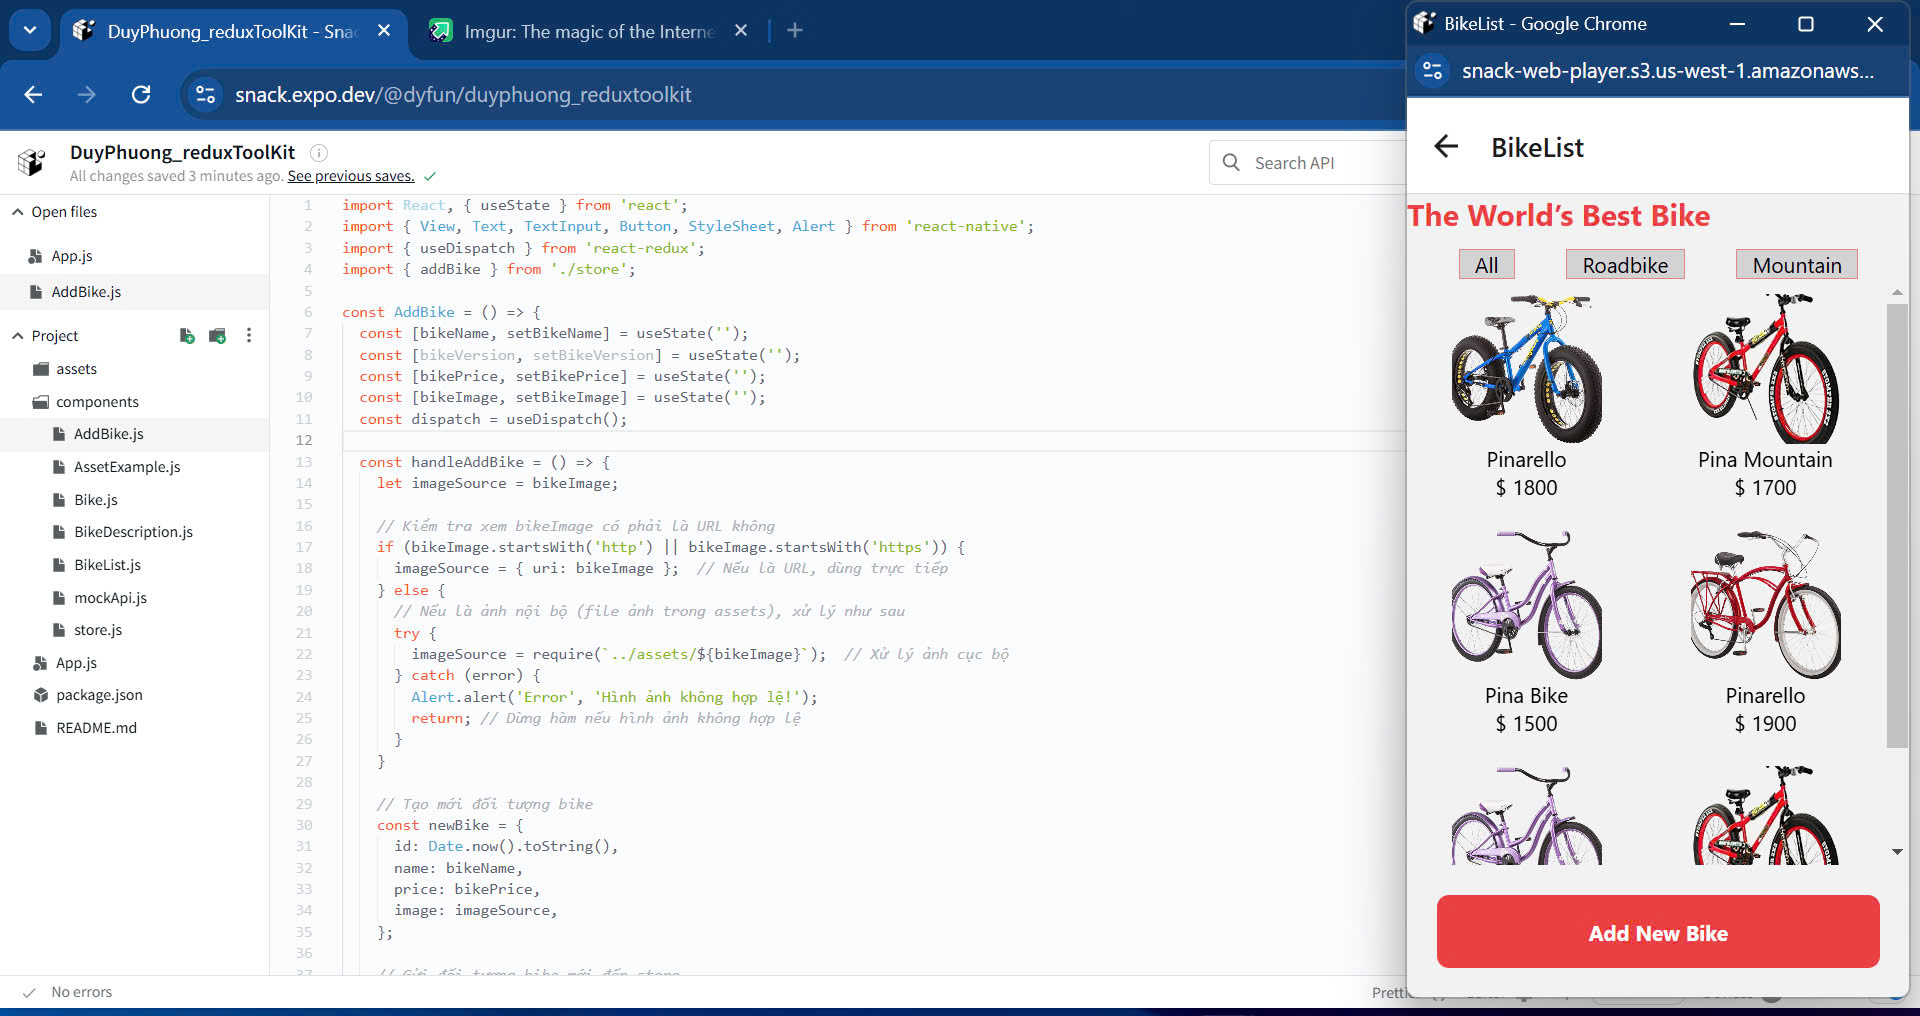 DuyPhuong_reduxToolKit - Snac
Imgur: The magic of the Interne
snack.expo.dev/@dyfun/duyphuong_reduxtoolkit
DuyPhuong_reduxToolKit
All changes saved 3 minutes ago. See previous saves.
Search API
Open files
App.js
AddBike.js
Project
assets
components
AddBike.js
AssetExample.js
Bike.js
BikeDescription.js
BikeList.js
mockApi.js
store.js
App.js
package.json
README.md
1 import React, { useState } from 'react';
2 import { View, Text, TextInput, Button, StyleSheet, Alert } from 'react-native';
3 import { useDispatch } from 'react-redux';
4 import { addBike } from './store';
5
6 const AddBike = () => {
7 const [bikeName, setBikeName] = useState('');
8 const [bikeVersion, setBikeVersion] = useState('');
9 const [bikePrice, setBikePrice] = useState('');
10 const [bikeImage, setBikeImage] = useState('');
11 const dispatch = useDispatch();
12
13 const handleAddBike = () => {
14 let imageSource = bikeImage;
15
16 // Kiểm tra xem bikeImage có phải là URL không
17 if (bikeImage.startsWith('http') || bikeImage.startsWith('https')) {
18 imageSource = { uri: bikeImage }; // Nếu là URL, dùng trực tiếp
19 } else {
20 // Nếu là ảnh nội bộ (file ảnh trong assets), xử lý như sau
21 try {
22 imageSource = require(`../assets/${bikeImage}`); // Xử lý ảnh cục bộ
23 } catch (error) {
24 Alert.alert('Error', 'Hình ảnh không hợp lệ!');
25 return; // Dừng hàm nếu hình ảnh không hợp lệ
26 }
27 }
28
29 // Tạo mới đối tượng bike
30 const newBike = {
31 id: Date.now().toString(),
32 name: bikeName,
33 price: bikePrice,
34 image: imageSource,
35 };
36
37 // Gửi đối tượng bike mới đến store
No errors
Pretti
BikeList - Google Chrome
snack-web-player.s3.us-west-1.amazonaws...
BikeList
The World's Best Bike
All
Roadbike
Mountain
Pinarello
$ 1800
Pina Mountain
$ 1700
Pina Bike
$ 1500
Pinarello
$ 1900
Add New Bike